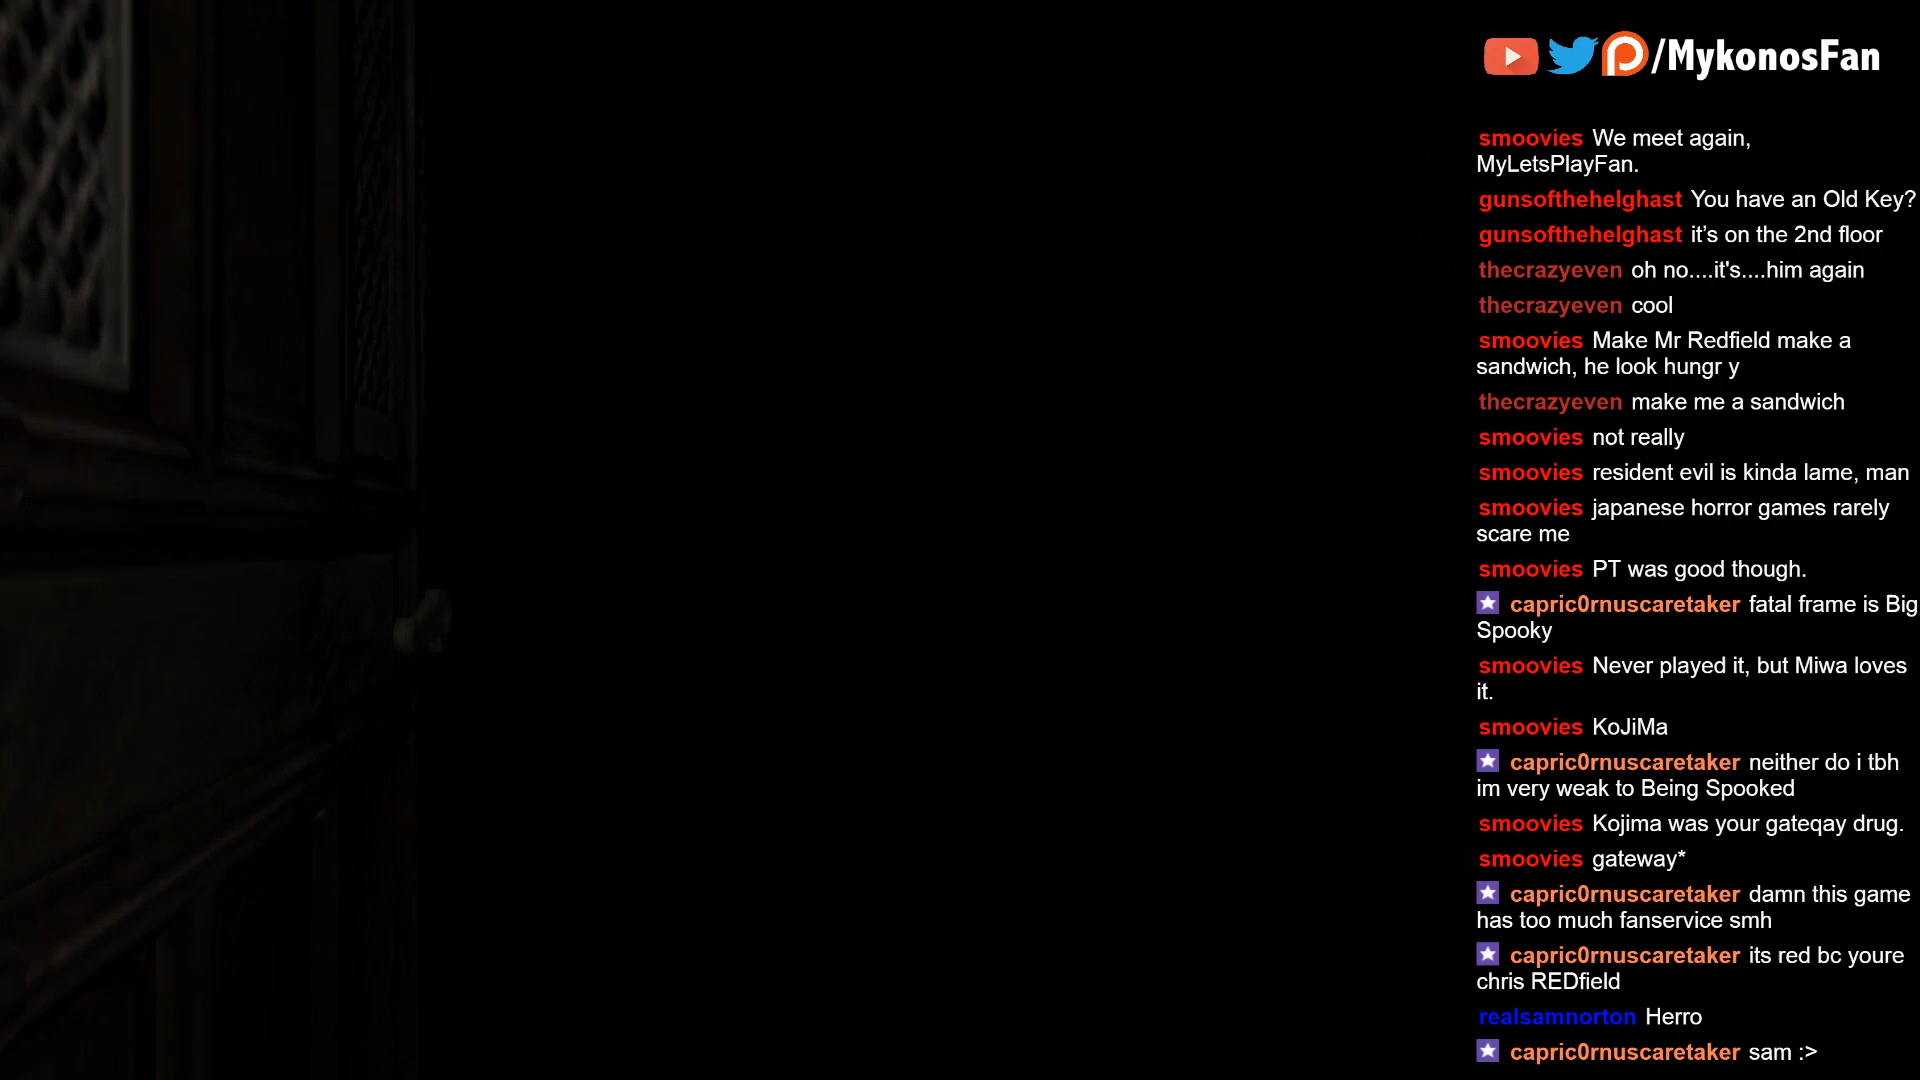 /MykonosFan
smoovies We meet again,
MyLetsPlayFan.
gunsofthehelghast You have an Old Key?
gunsofthehelghast it’s on the 2nd floor
thecrazyeven oh no....it's....him again
thecrazyeven cool
smoovies Make Mr Redfield make a
sandwich, he look hungr y
thecrazyeven make me a sandwich
smoovies not really
smoovies resident evil is kinda lame, man
smoovies japanese horror games rarely
scare me
smoovies PT was good though.
capric0rnuscaretaker fatal frame is Big
Spooky
smoovies Never played it, but Miwa loves
it.
smoovies KoJiMa
capric0rnuscaretaker neither do i tbh
im very weak to Being Spooked
smoovies Kojima was your gateqay drug.
smoovies gateway*
capric0rnuscaretaker damn this game
has too much fanservice smh
capric0rnuscaretaker its red bc youre
chris REDfield
realsamnorton Herro
capric0rnuscaretaker sam :>